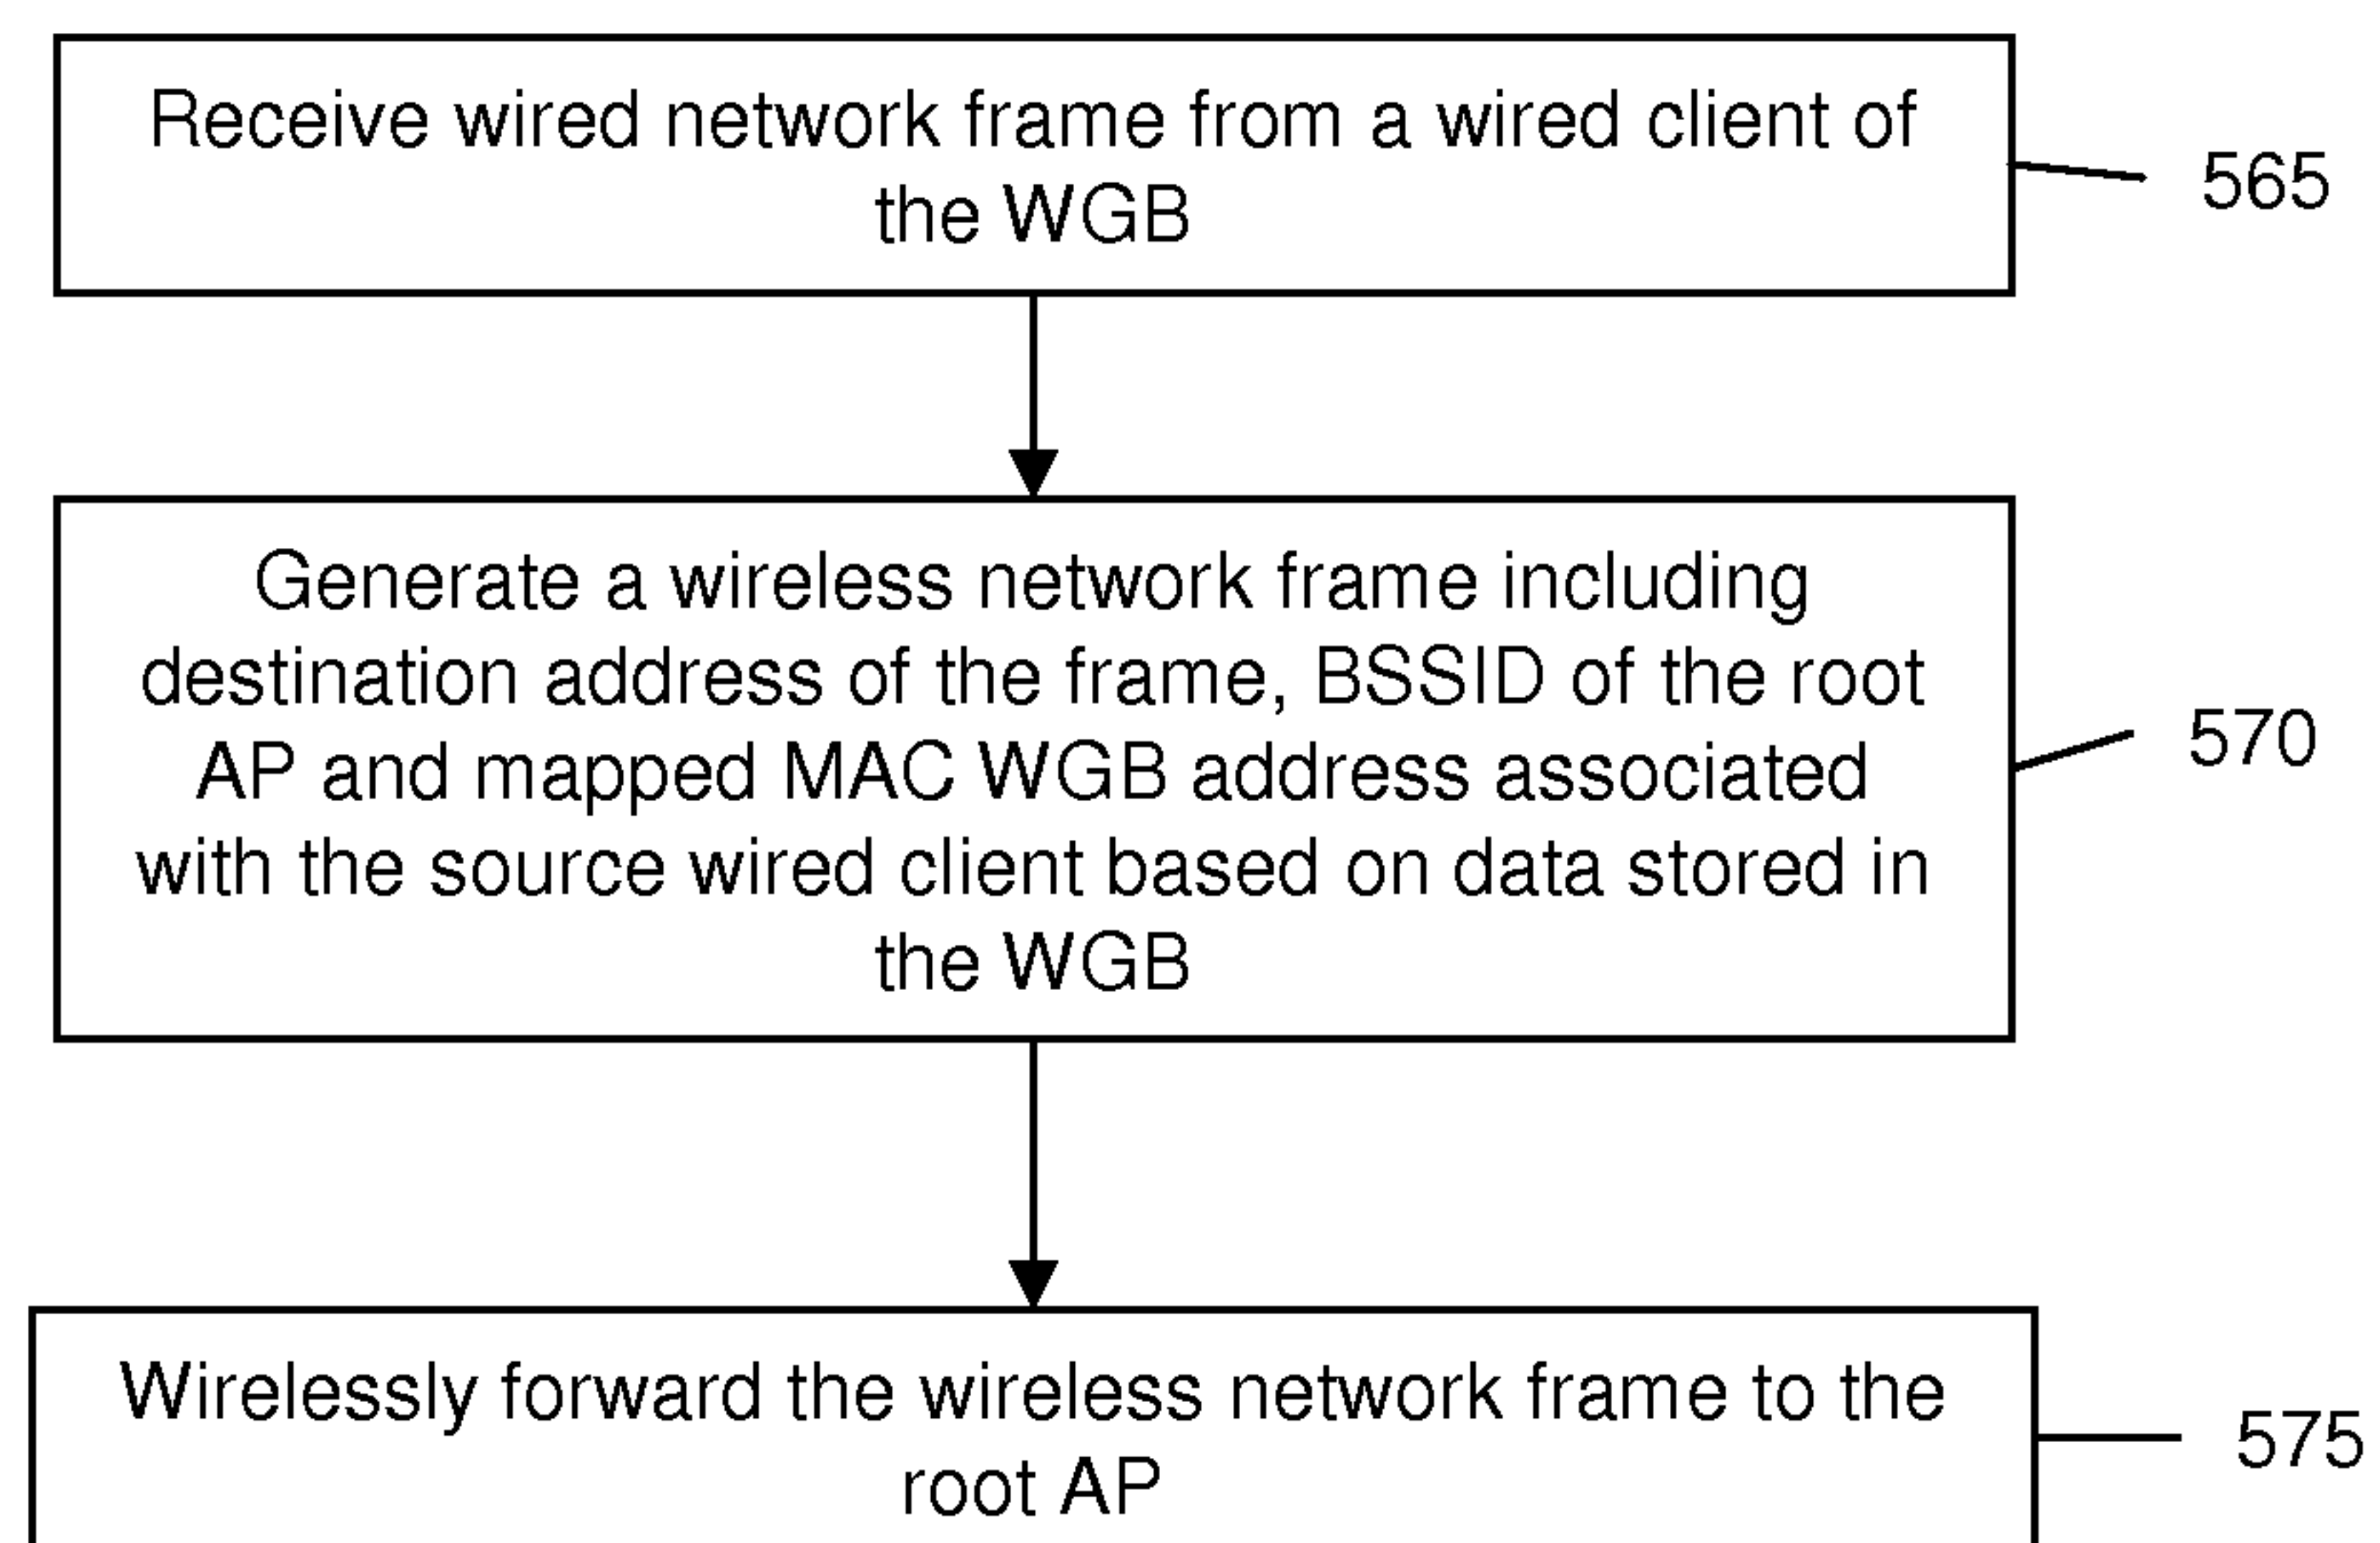 Receive wired network frame from a wired client of
the WGB
565
Generate a wireless network frame including
destination address of the frame, BSSID of the root
AP and mapped MAC WGB address associated
with the source wired client based on data stored in
the WGB
570
Wirelessly forward the wireless network frame to the
root AP
575